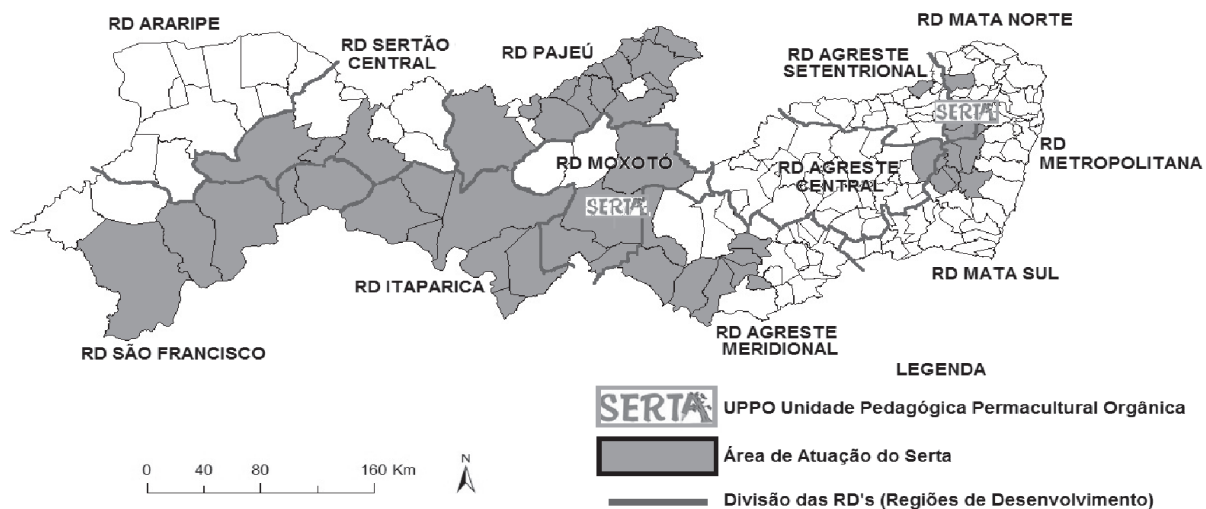 RD ARARIPE
RD SERTÃO
CENTRAL
RD PAJEÚ
RD MATA NORTE
RD AGRESTE
SETENTRIONAL
SERTA
RD
METROPOLITANA
RD MOXOTÓ
RD AGRESTE
CENTRAL
SERTA
RD ITAPARICA
RD MATA SUL
RD SÃO FRANCISCO
RD AGRESTE
MERIDIONAL
LEGENDA
SERTA UPPO Unidade Pedagógica Permacultural Orgânica
Área de Atuação do Serta
Divisão das RD's (Regiões de Desenvolvimento)
0 40 80 160 Km
N